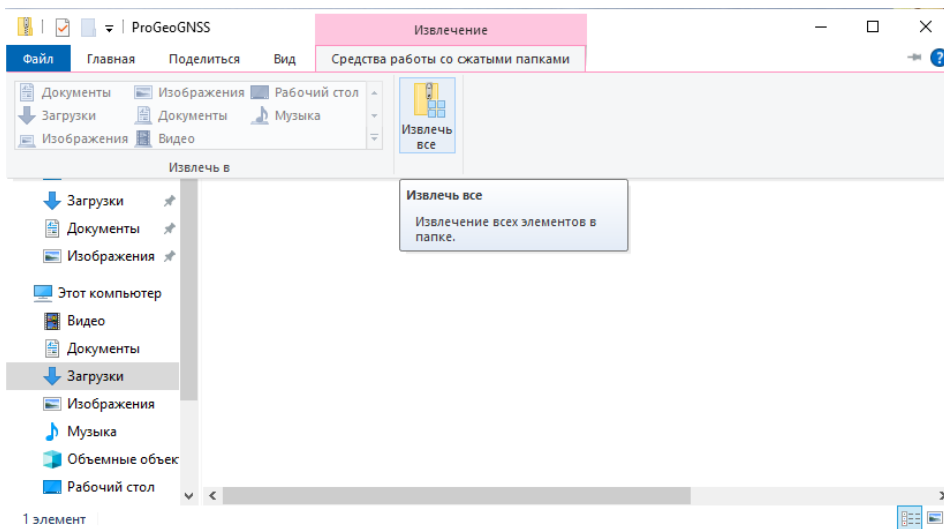 ProGeoGNSS
Извлечение
Файл Главная Поделиться Вид Средства работы со сжатыми папками
Документы Изображения Рабочий стол
Загрузки Документы Музыка
Изображения Видео
Извлечь все
Извлечь в
Извлечь все
Извлечение всех элементов в
папке.
Загрузки
Документы
Изображения
Этот компьютер
Видео
Документы
Загрузки
Изображения
Музыка
Объемные объек
Рабочий стол
1 элемент